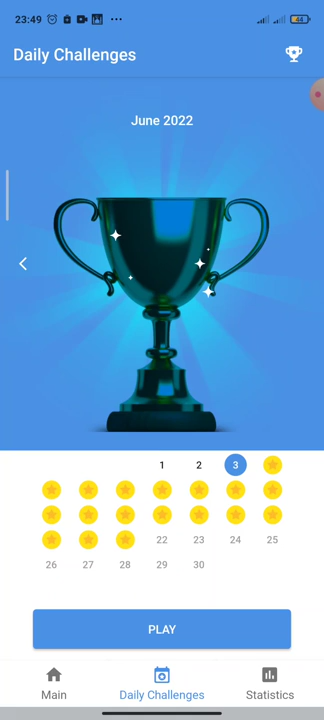 23:49
44
Daily Challenges
June 2022
1 2 3
22 23 24 25
26 27 28 29 30
PLAY
Main Daily Challenges Statistics